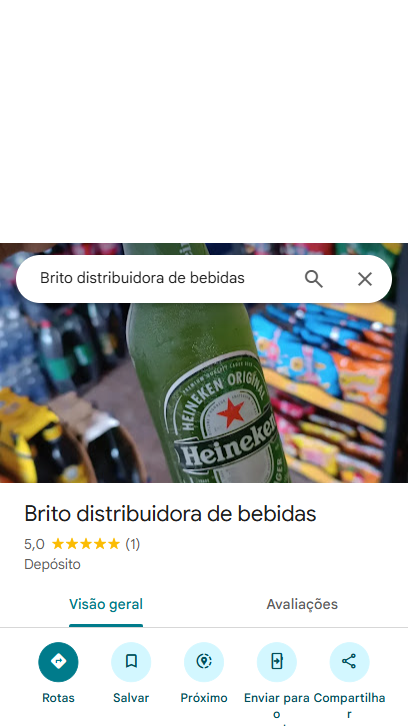 Brito distribuidora de bebidas
HEINEKEN ORIGINAL
Heineken
Brito distribuidora de bebidas
5,0 (1)
Depósito
Visão geral
Avaliações
Rotas
Salvar
Próximo
Enviar para
o
Compartilha
r